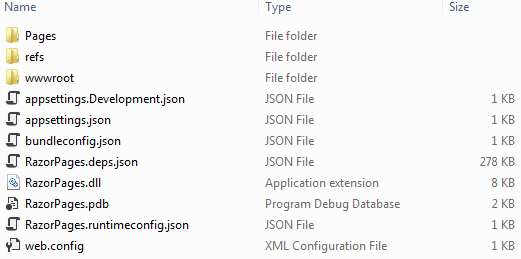 Name Type Size
Pages File folder
refs File folder
wwwroot File folder
appsettings.Development.json JSON File 1 KB
appsettings.json JSON File 1 KB
bundleconfig.json JSON File 1 KB
RazorPages.deps.json JSON File 278 KB
RazorPages.dll Application extension 8 KB
RazorPages.pdb Program Debug Database 2 KB
RazorPages.runtimeconfig.json JSON File 1 KB
web.config XML Configuration File 1 KB